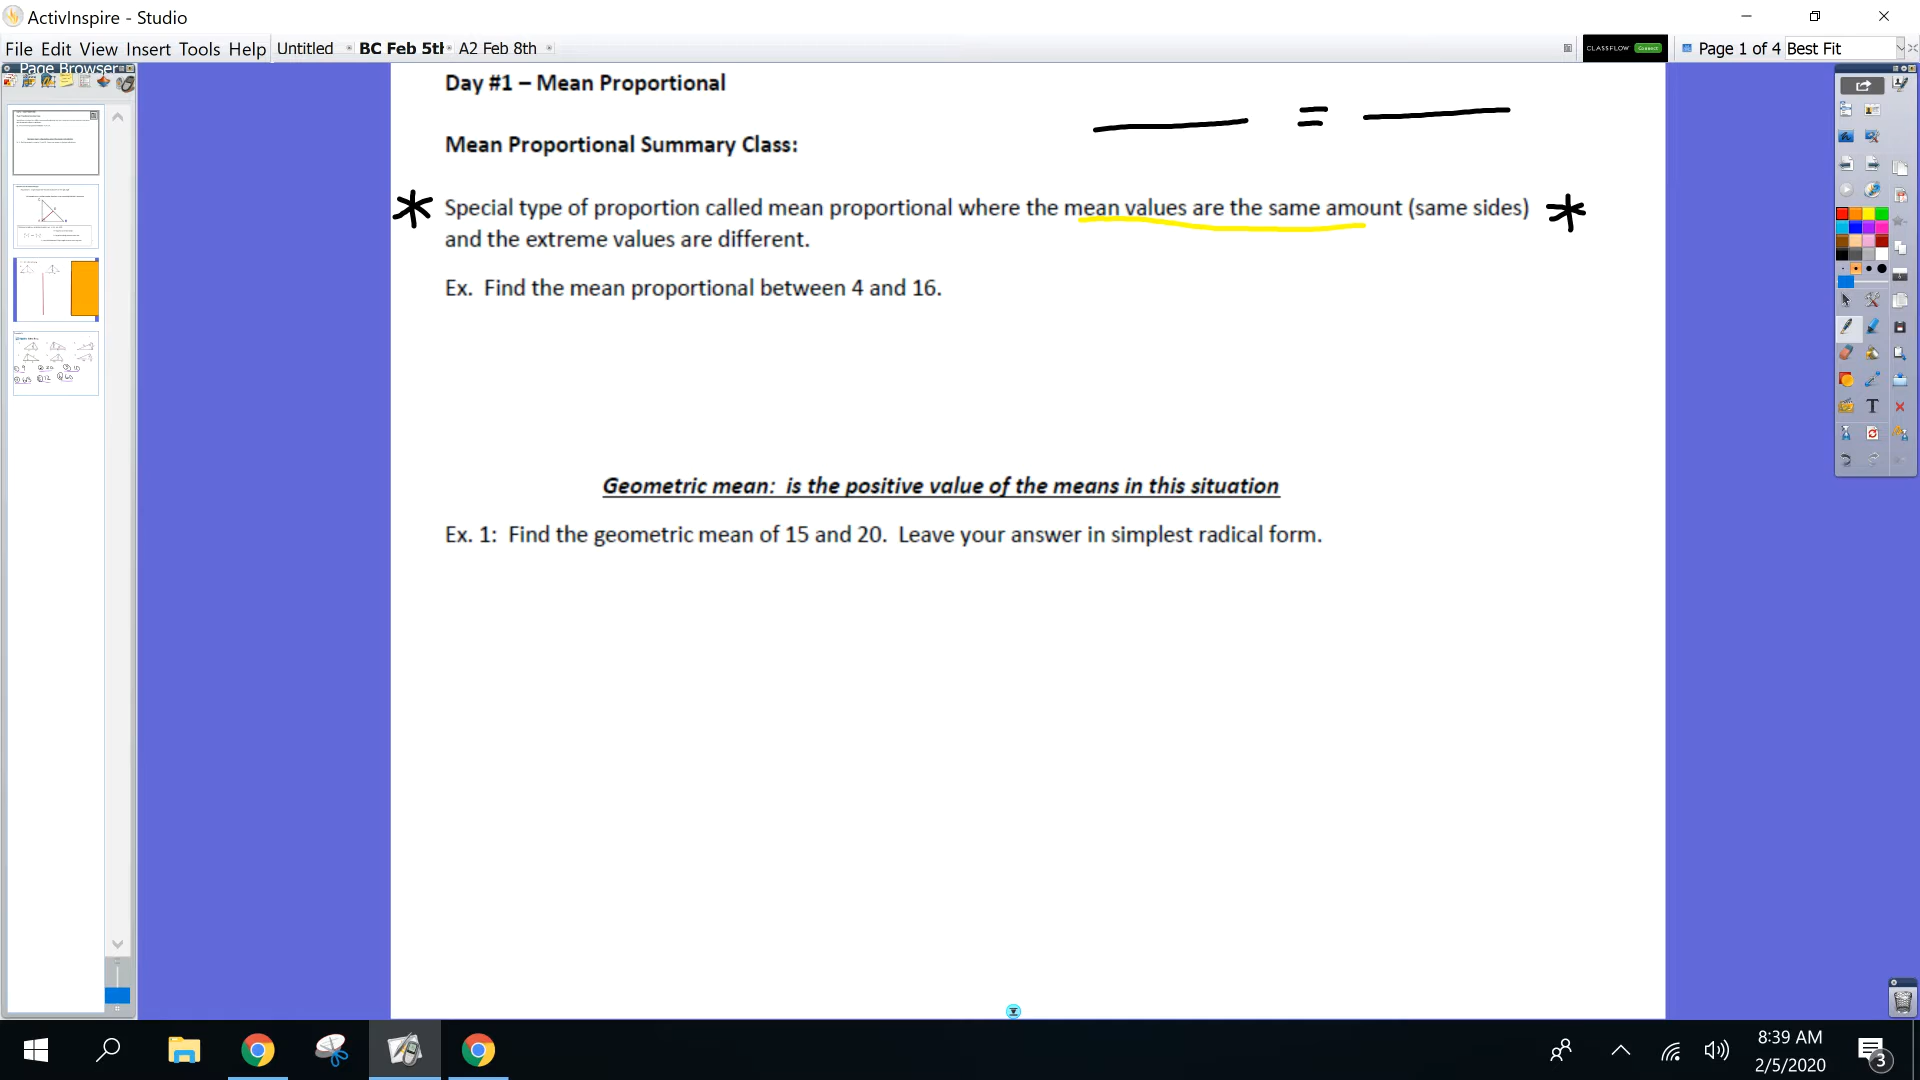 ActivInspire - Studio
File Edit View Insert Tools Help
Untitled
BC Feb 5th
A2 Feb 8th
CLASSFLOW Connect
Page 1 of 4
Best Fit
Page Browser
Day #1 – Mean Proportional
=
Mean Proportional Summary Class:
* Special type of proportion called mean proportional where the mean values are the same amount (same sides) *
and the extreme values are different.
Ex. Find the mean proportional between 4 and 16.
Geometric mean: is the positive value of the means in this situation
Ex. 1: Find the geometric mean of 15 and 20. Leave your answer in simplest radical form.
T
8:39 AM
2/5/2020
3